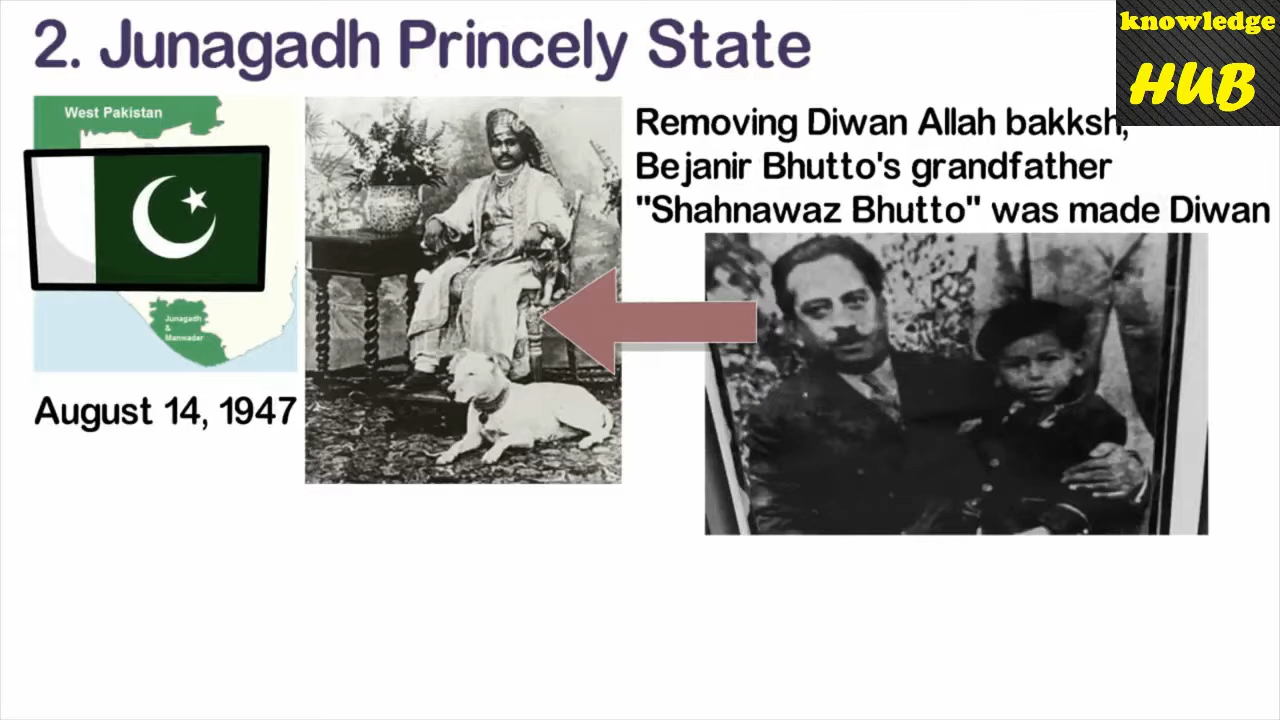 2. Junagadh Princely State
knowledge
HUB
West Pakistan
Junagadh
&
Manwadar
Removing Diwan Allah bakksh,
Bejanir Bhutto's grandfather
"Shahnawaz Bhutto" was made Diwan
August 14, 1947